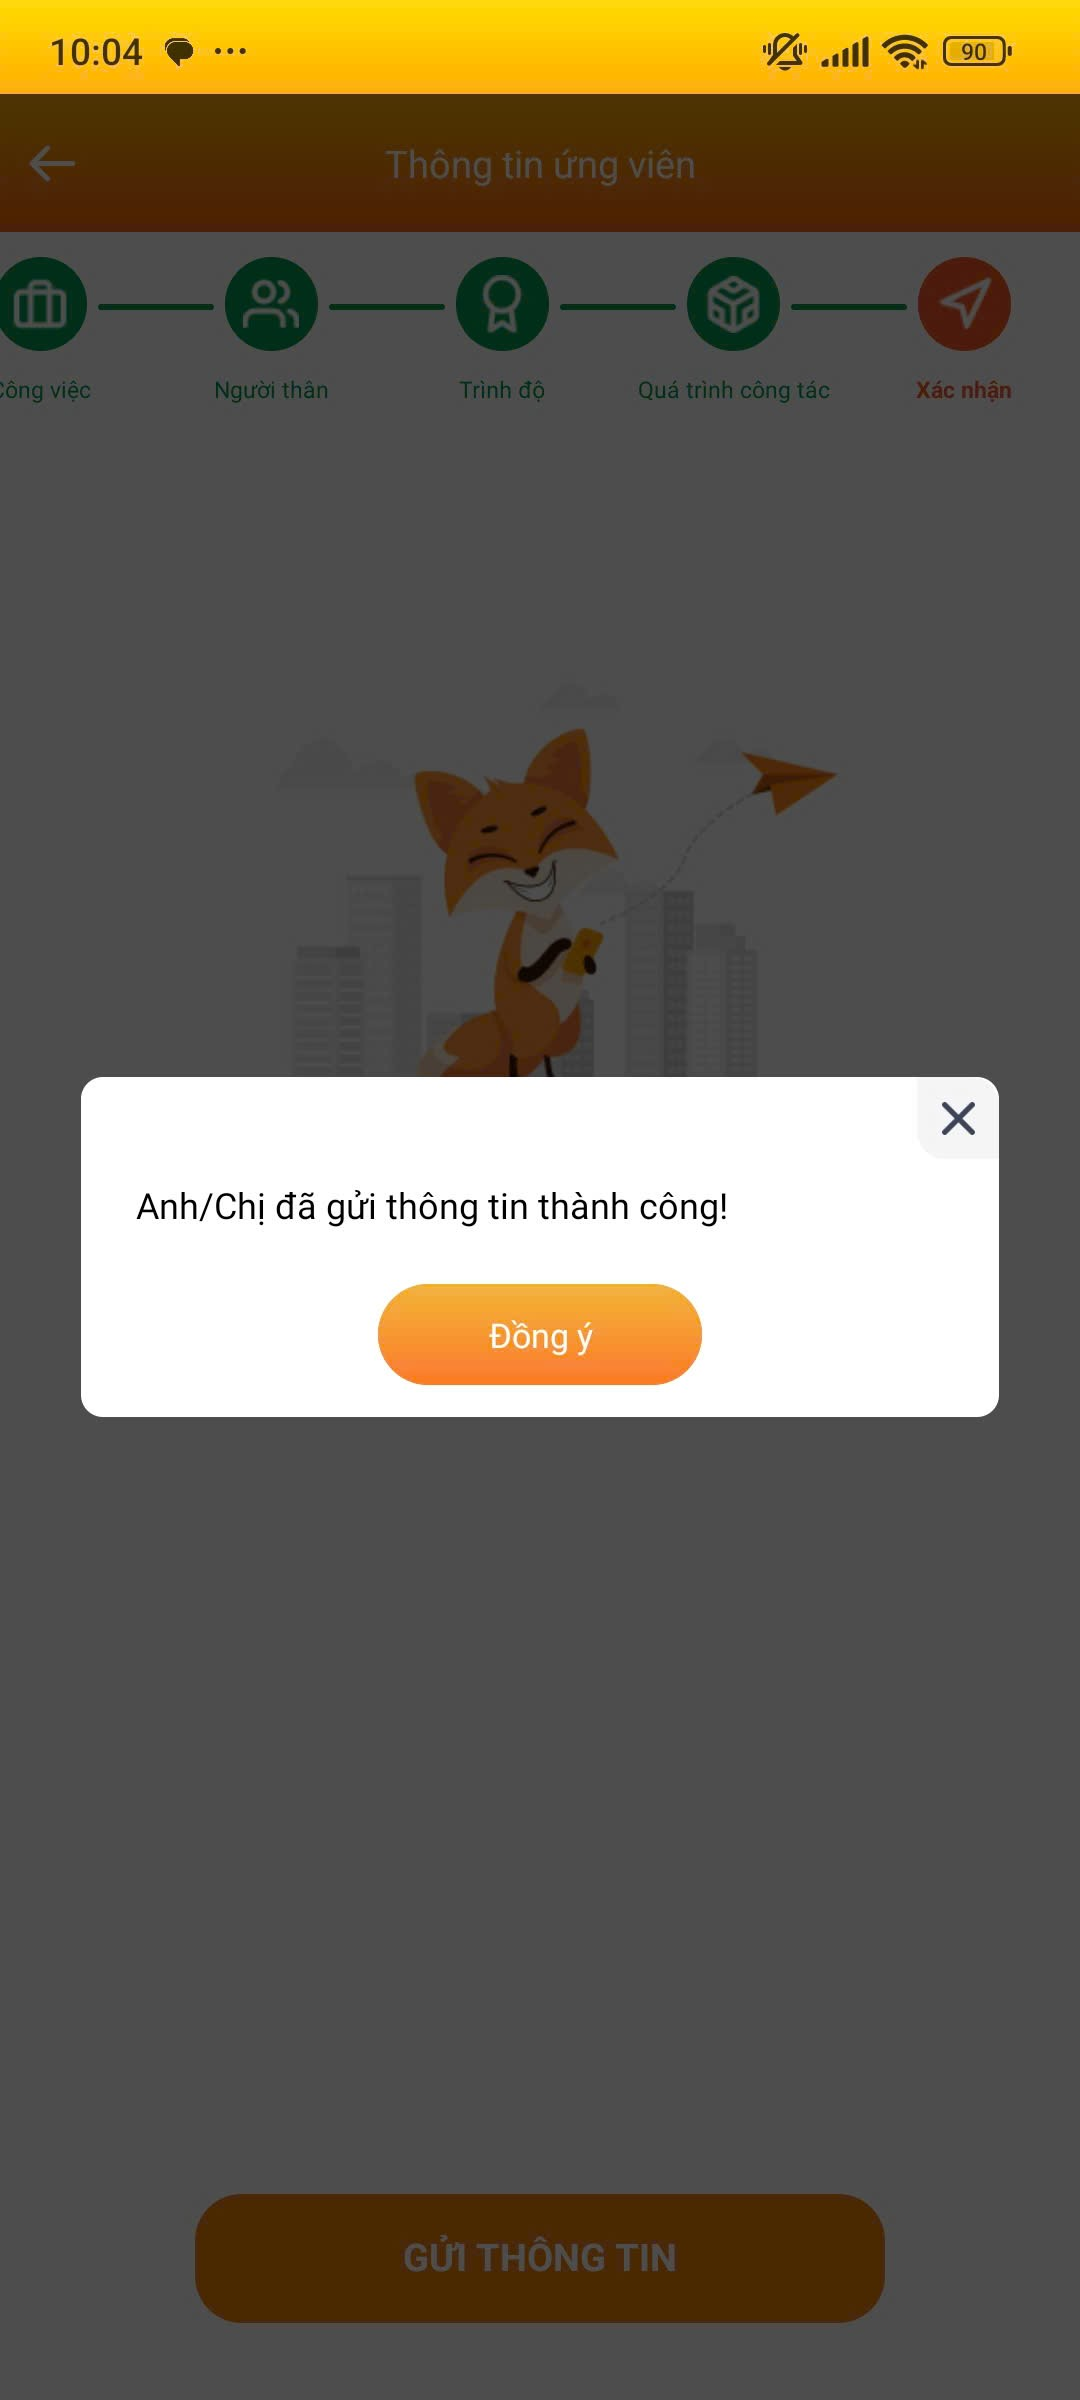 10:04
90
Thông tin ứng viên
Công việc
Người thân
Trình độ
Quá trình công tác
Xác nhận
Anh/Chị đã gửi thông tin thành công!
Đồng ý
GỬI THÔNG TIN